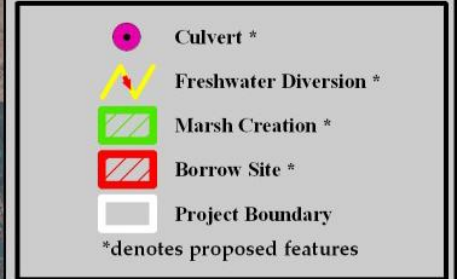 Culvert *
Freshwater Diversion *
Marsh Creation *
Borrow Site *
Project Boundary
*denotes proposed features